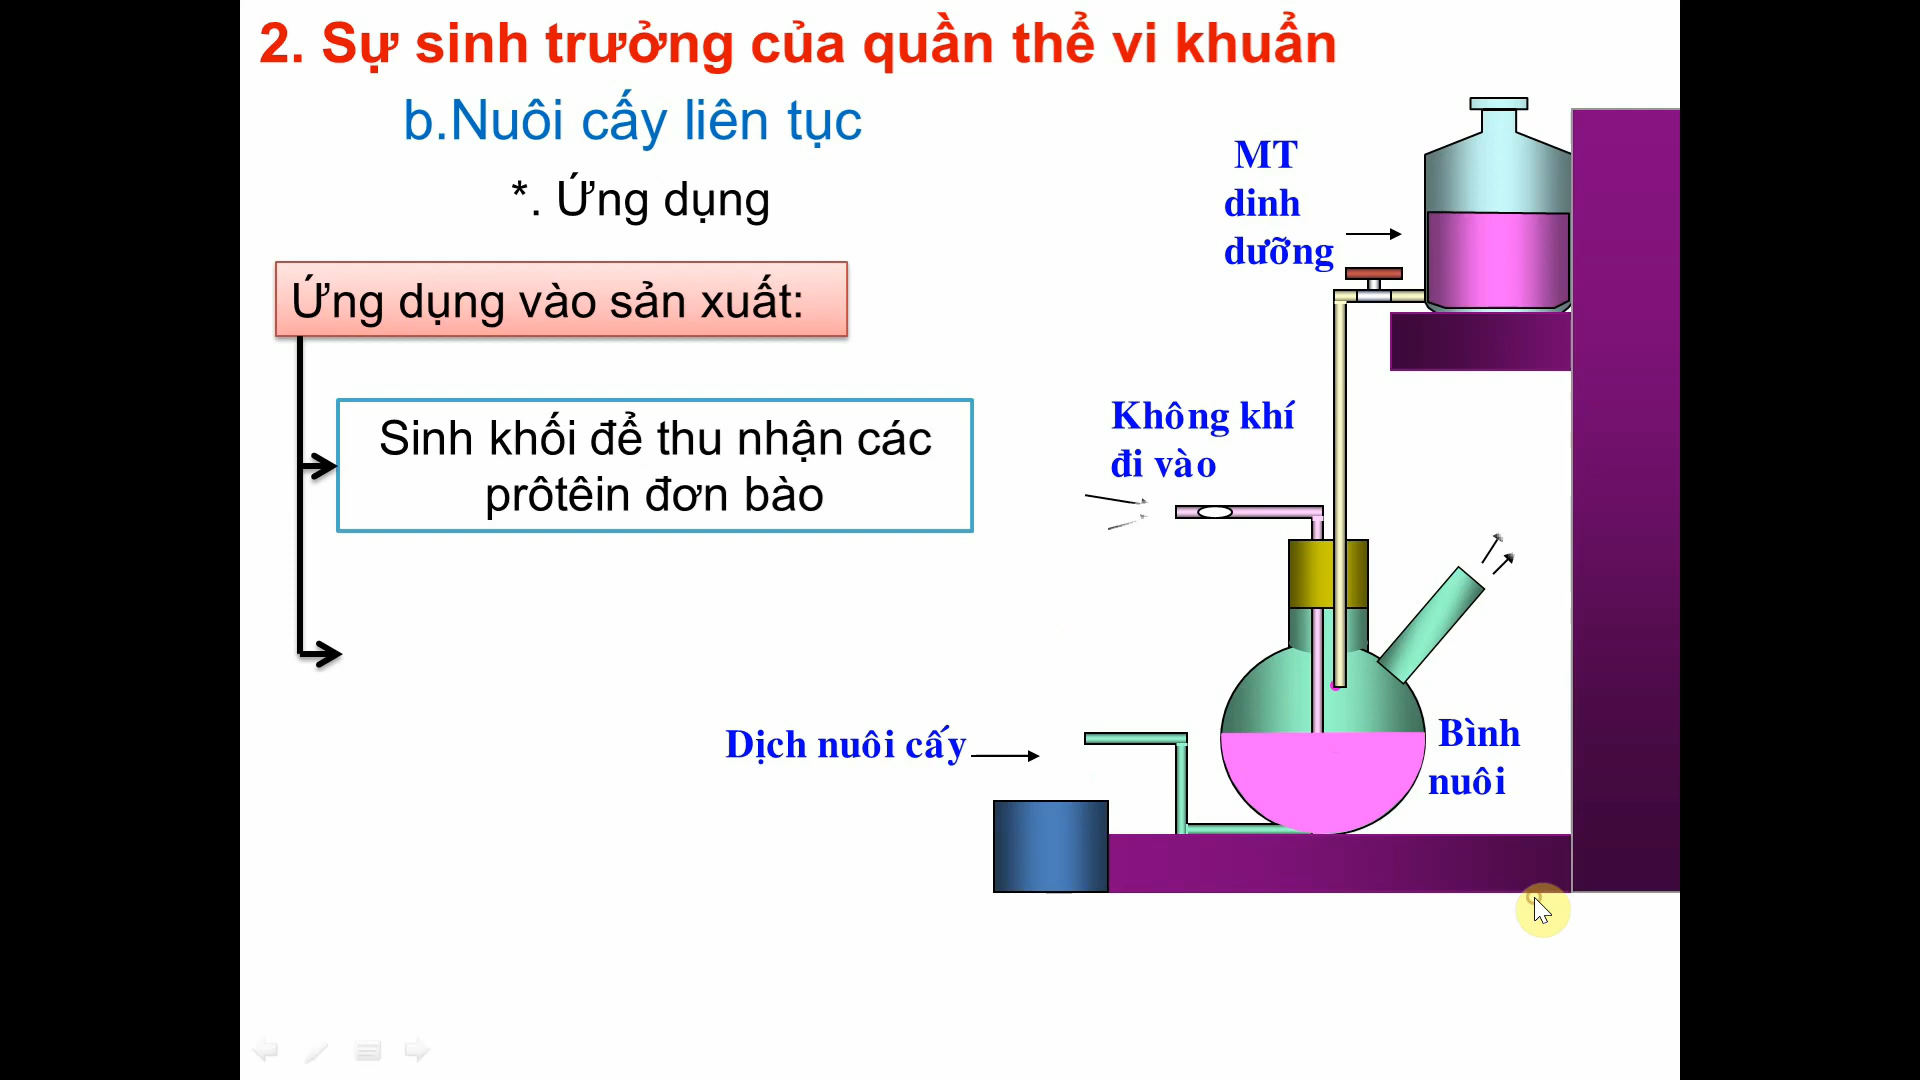 2. Sự sinh trưởng của quần thể vi khuẩn
b.Nuôi cấy liên tục
*. Ứng dụng
Ứng dụng vào sản xuất:
Sinh khối để thu nhận các
prôtêin đơn bào
MT
dinh
dưỡng
Không khí
đi vào
Dịch nuôi cấy
Bình
nuôi